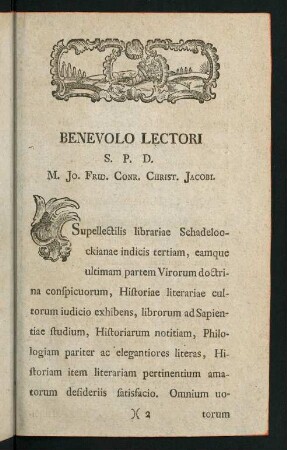 BENEVOLO LECTORI
S. P. D.
M. Jo. Frid. Conr. Christ. Jacobi.
Supellectilis librariae Schadeloo-
ckianae indicis tertiam, eamque
ultimam partem Virorum doctri-
na conspicuorum, Historiae literariae cul-
torum iudicio exhibens, librorum ad Sapien-
tiae studium, Historiarum notitiam, Philo-
logiam pariter ac elegantiores literas, Hi-
storiam item literariam pertinentium ama-
torum desideriis satisfacio. Omnium uo-
)( 2 torum